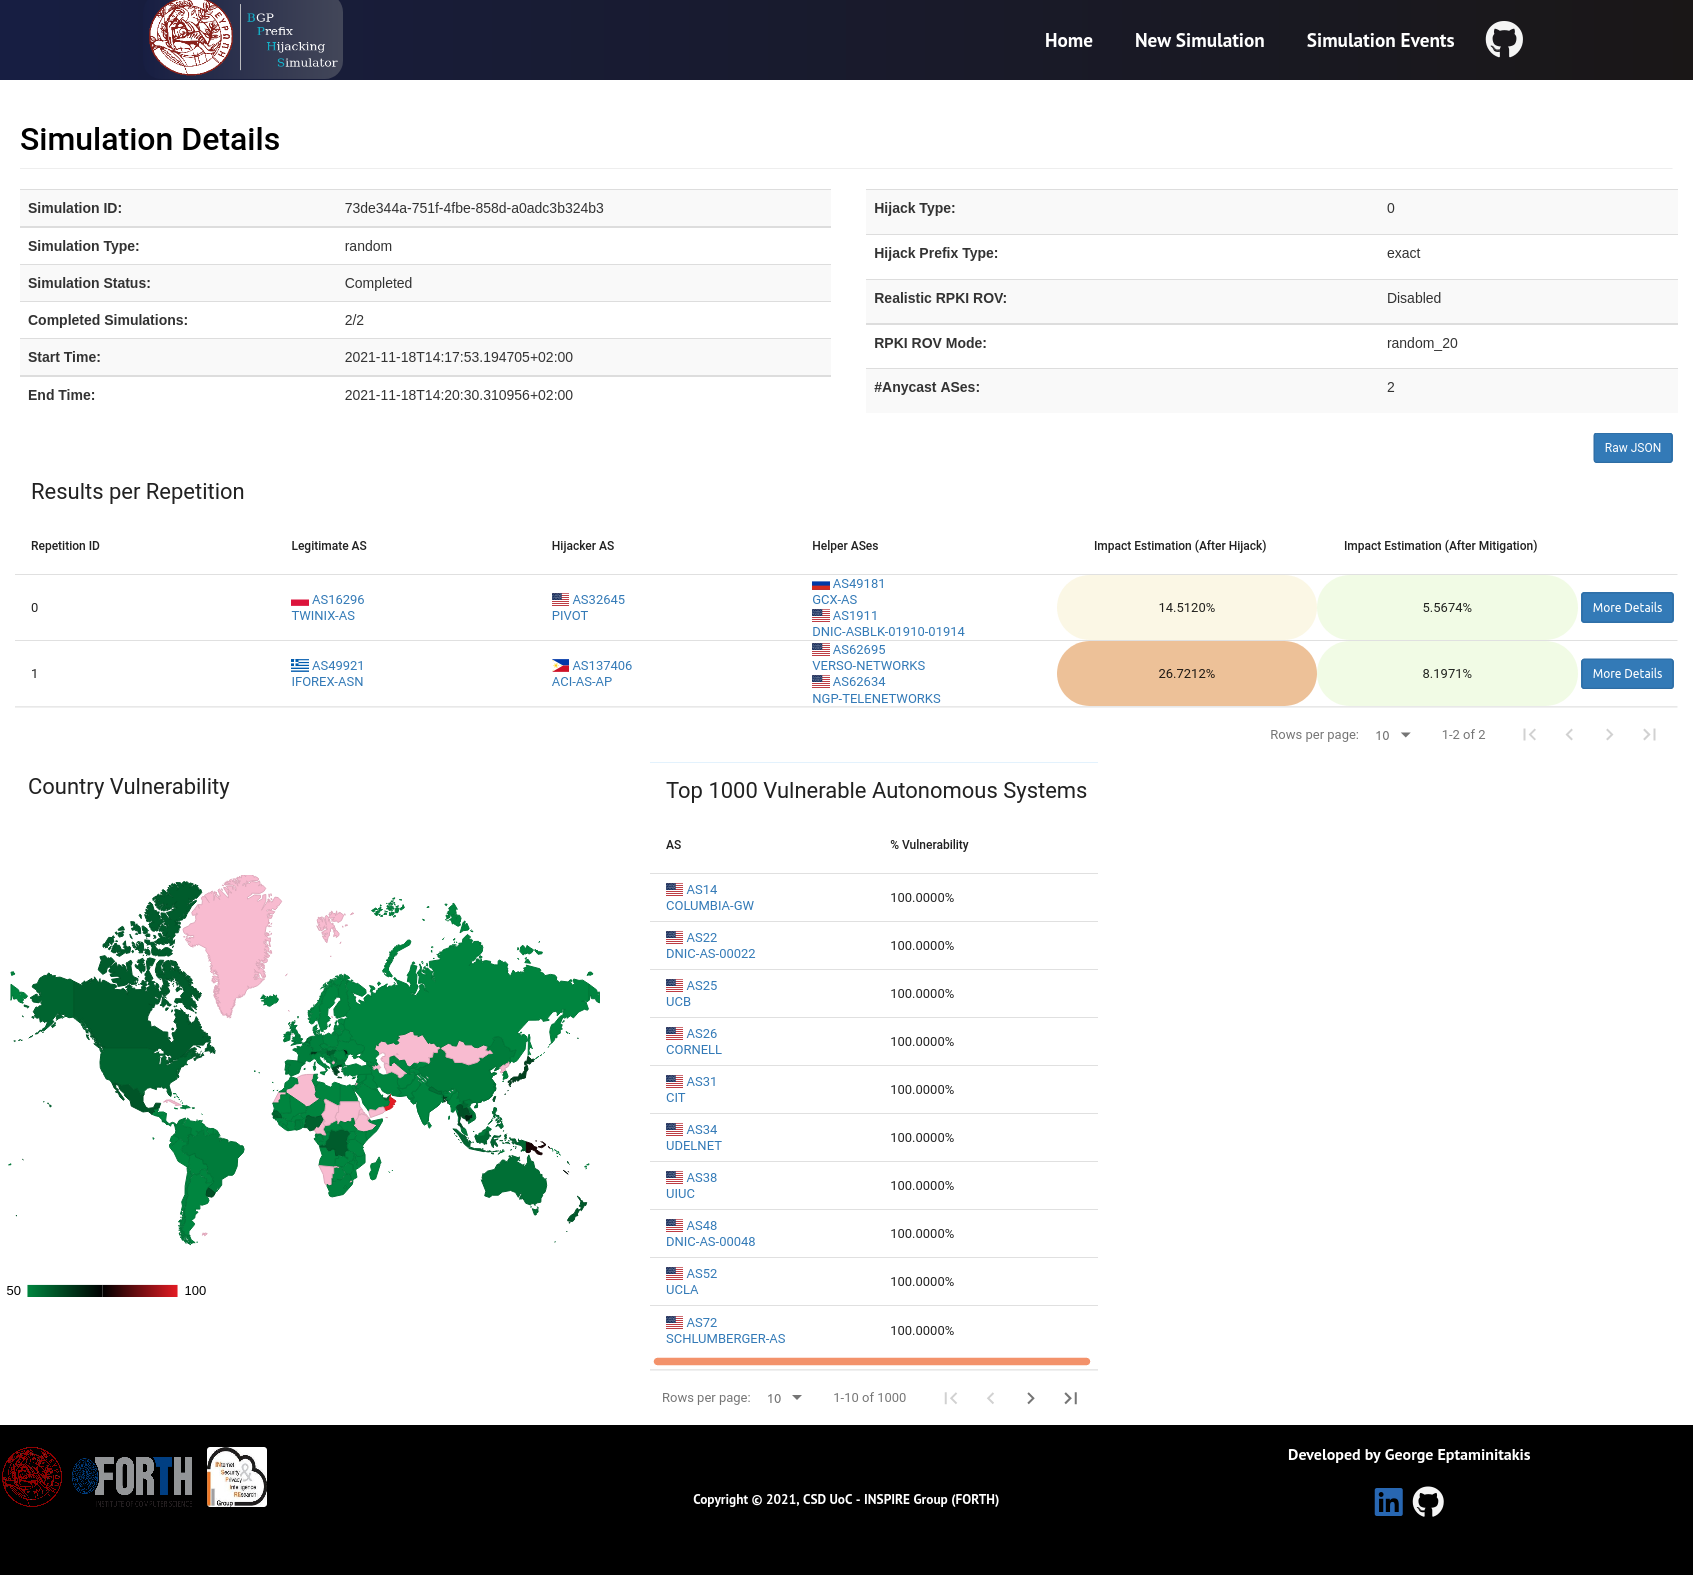 BGP
Prefix
Hijacking
Simulator
Home New Simulation Simulation Events
Simulation Details
Simulation ID: 73de344a-751f-4fbe-858d-a0adc3b324b3
Simulation Type: random
Simulation Status: Completed
Completed Simulations: 2/2
Start Time: 2021-11-18T14:17:53.194705+02:00
End Time: 2021-11-18T14:20:30.310956+02:00
Hijack Type: 0
Hijack Prefix Type: exact
Realistic RPKI ROV: Disabled
RPKI ROV Mode: random_20
#Anycast ASes: 2
Raw JSON
Results per Repetition
Repetition ID Legitimate AS Hijacker AS Helper ASes Impact Estimation (After Hijack) Impact Estimation (After Mitigation)
0
AS16296
TWINIX-AS
AS32645
PIVOT
AS49181
GCX-AS
AS1911
DNIC-ASBLK-01910-01914
14.5120% 5.5674% More Details
1
AS49921
IFOREX-ASN
AS137406
ACI-AS-AP
AS62695
VERSO-NETWORKS
AS62634
NGP-TELENETWORKS
26.7212% 8.1971% More Details
Rows per page: 10 1-2 of 2
Country Vulnerability
50 100
Top 1000 Vulnerable Autonomous Systems
AS % Vulnerability
AS14
COLUMBIA-GW
100.0000%
AS22
DNIC-AS-00022
100.0000%
AS25
UCB
100.0000%
AS26
CORNELL
100.0000%
AS31
CIT
100.0000%
AS34
UDELNET
100.0000%
AS38
UIUC
100.0000%
AS48
DNIC-AS-00048
100.0000%
AS52
UCLA
100.0000%
AS72
SCHLUMBERGER-AS
100.0000%
Rows per page: 10 1-10 of 1000
FORTH
INSTITUTE OF COMPUTER SCIENCE
INternet
Security
&
Privacy
Intelligence
REsearch
Group
Copyright © 2021, CSD UoC - INSPIRE Group (FORTH)
Developed by George Eptaminitakis